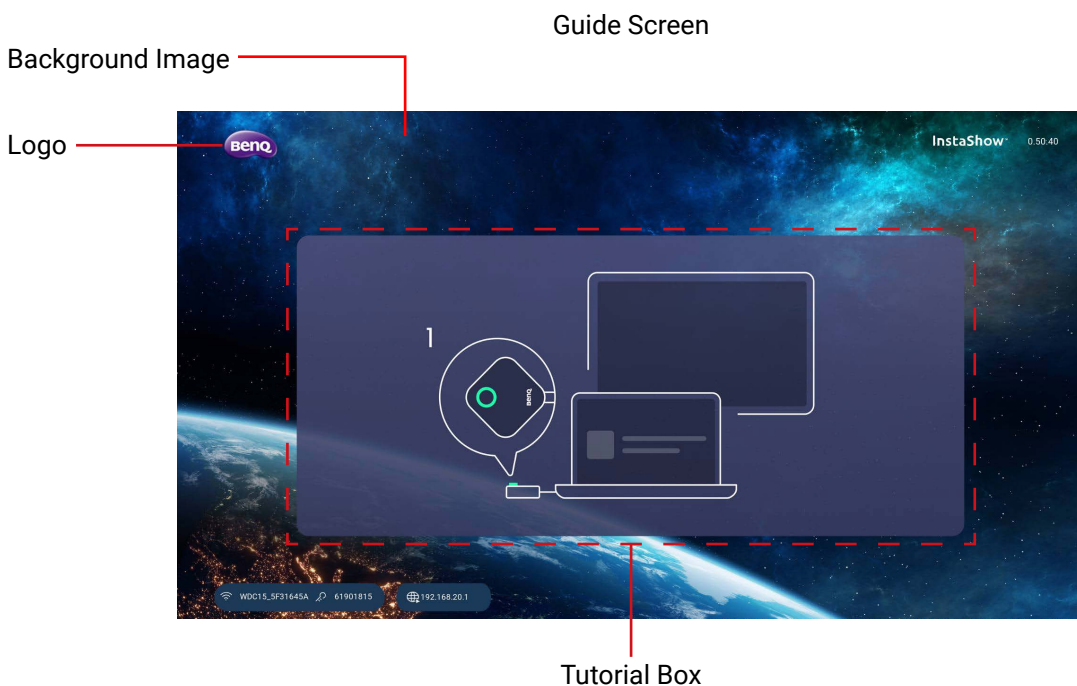 Guide Screen
Background Image
Logo
BenQ
InstaShow™ 0.50:40
1
BenQ
WDC15_5F31645A 61901815 192.168.20.1
Tutorial Box